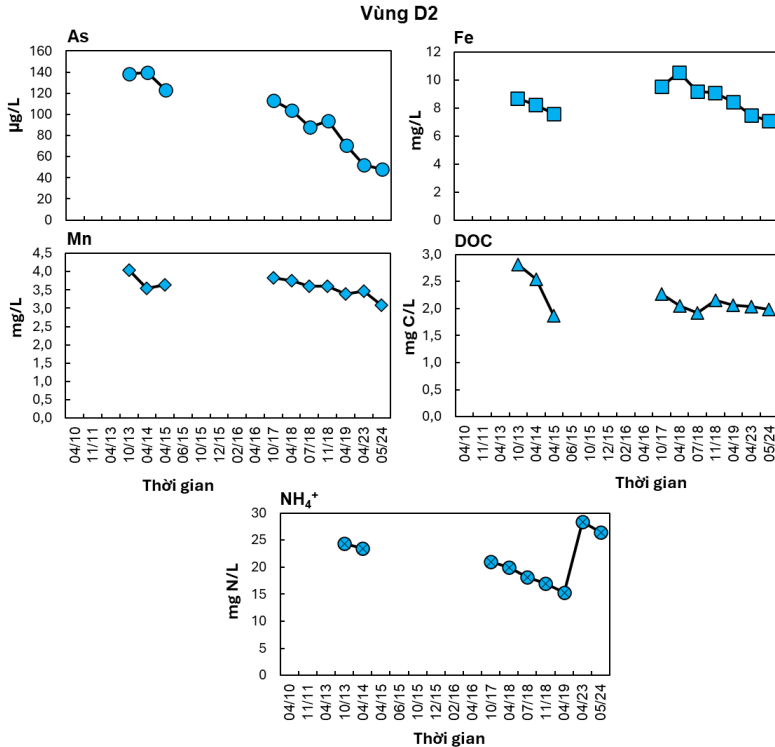 Vùng D2
As
160
140
120
100
80
60
40
20
0
µg/L
Fe
12
10
8
6
4
2
0
mg/L
Mn
4,5
4,0
3,5
3,0
2,5
2,0
1,5
1,0
0,5
0,0
mg/L
04/10 11/11 04/13 10/13 04/14 04/15 06/15 10/15 12/15 02/16 04/16 10/17 04/18 07/18 11/18 04/19 04/23 05/24
Thời gian
DOC
3,0
2,5
2,0
1,5
1,0
0,5
0,0
mg C/L
04/10 11/11 04/13 10/13 04/14 04/15 06/15 10/15 12/15 02/16 04/16 10/17 04/18 07/18 11/18 04/19 04/23 05/24
Thời gian
NH₄⁺
30
25
20
15
10
5
0
mg N/L
04/10 11/11 04/13 10/13 04/14 04/15 06/15 10/15 12/15 02/16 04/16 10/17 04/18 07/18 11/18 04/19 04/23 05/24
Thời gian